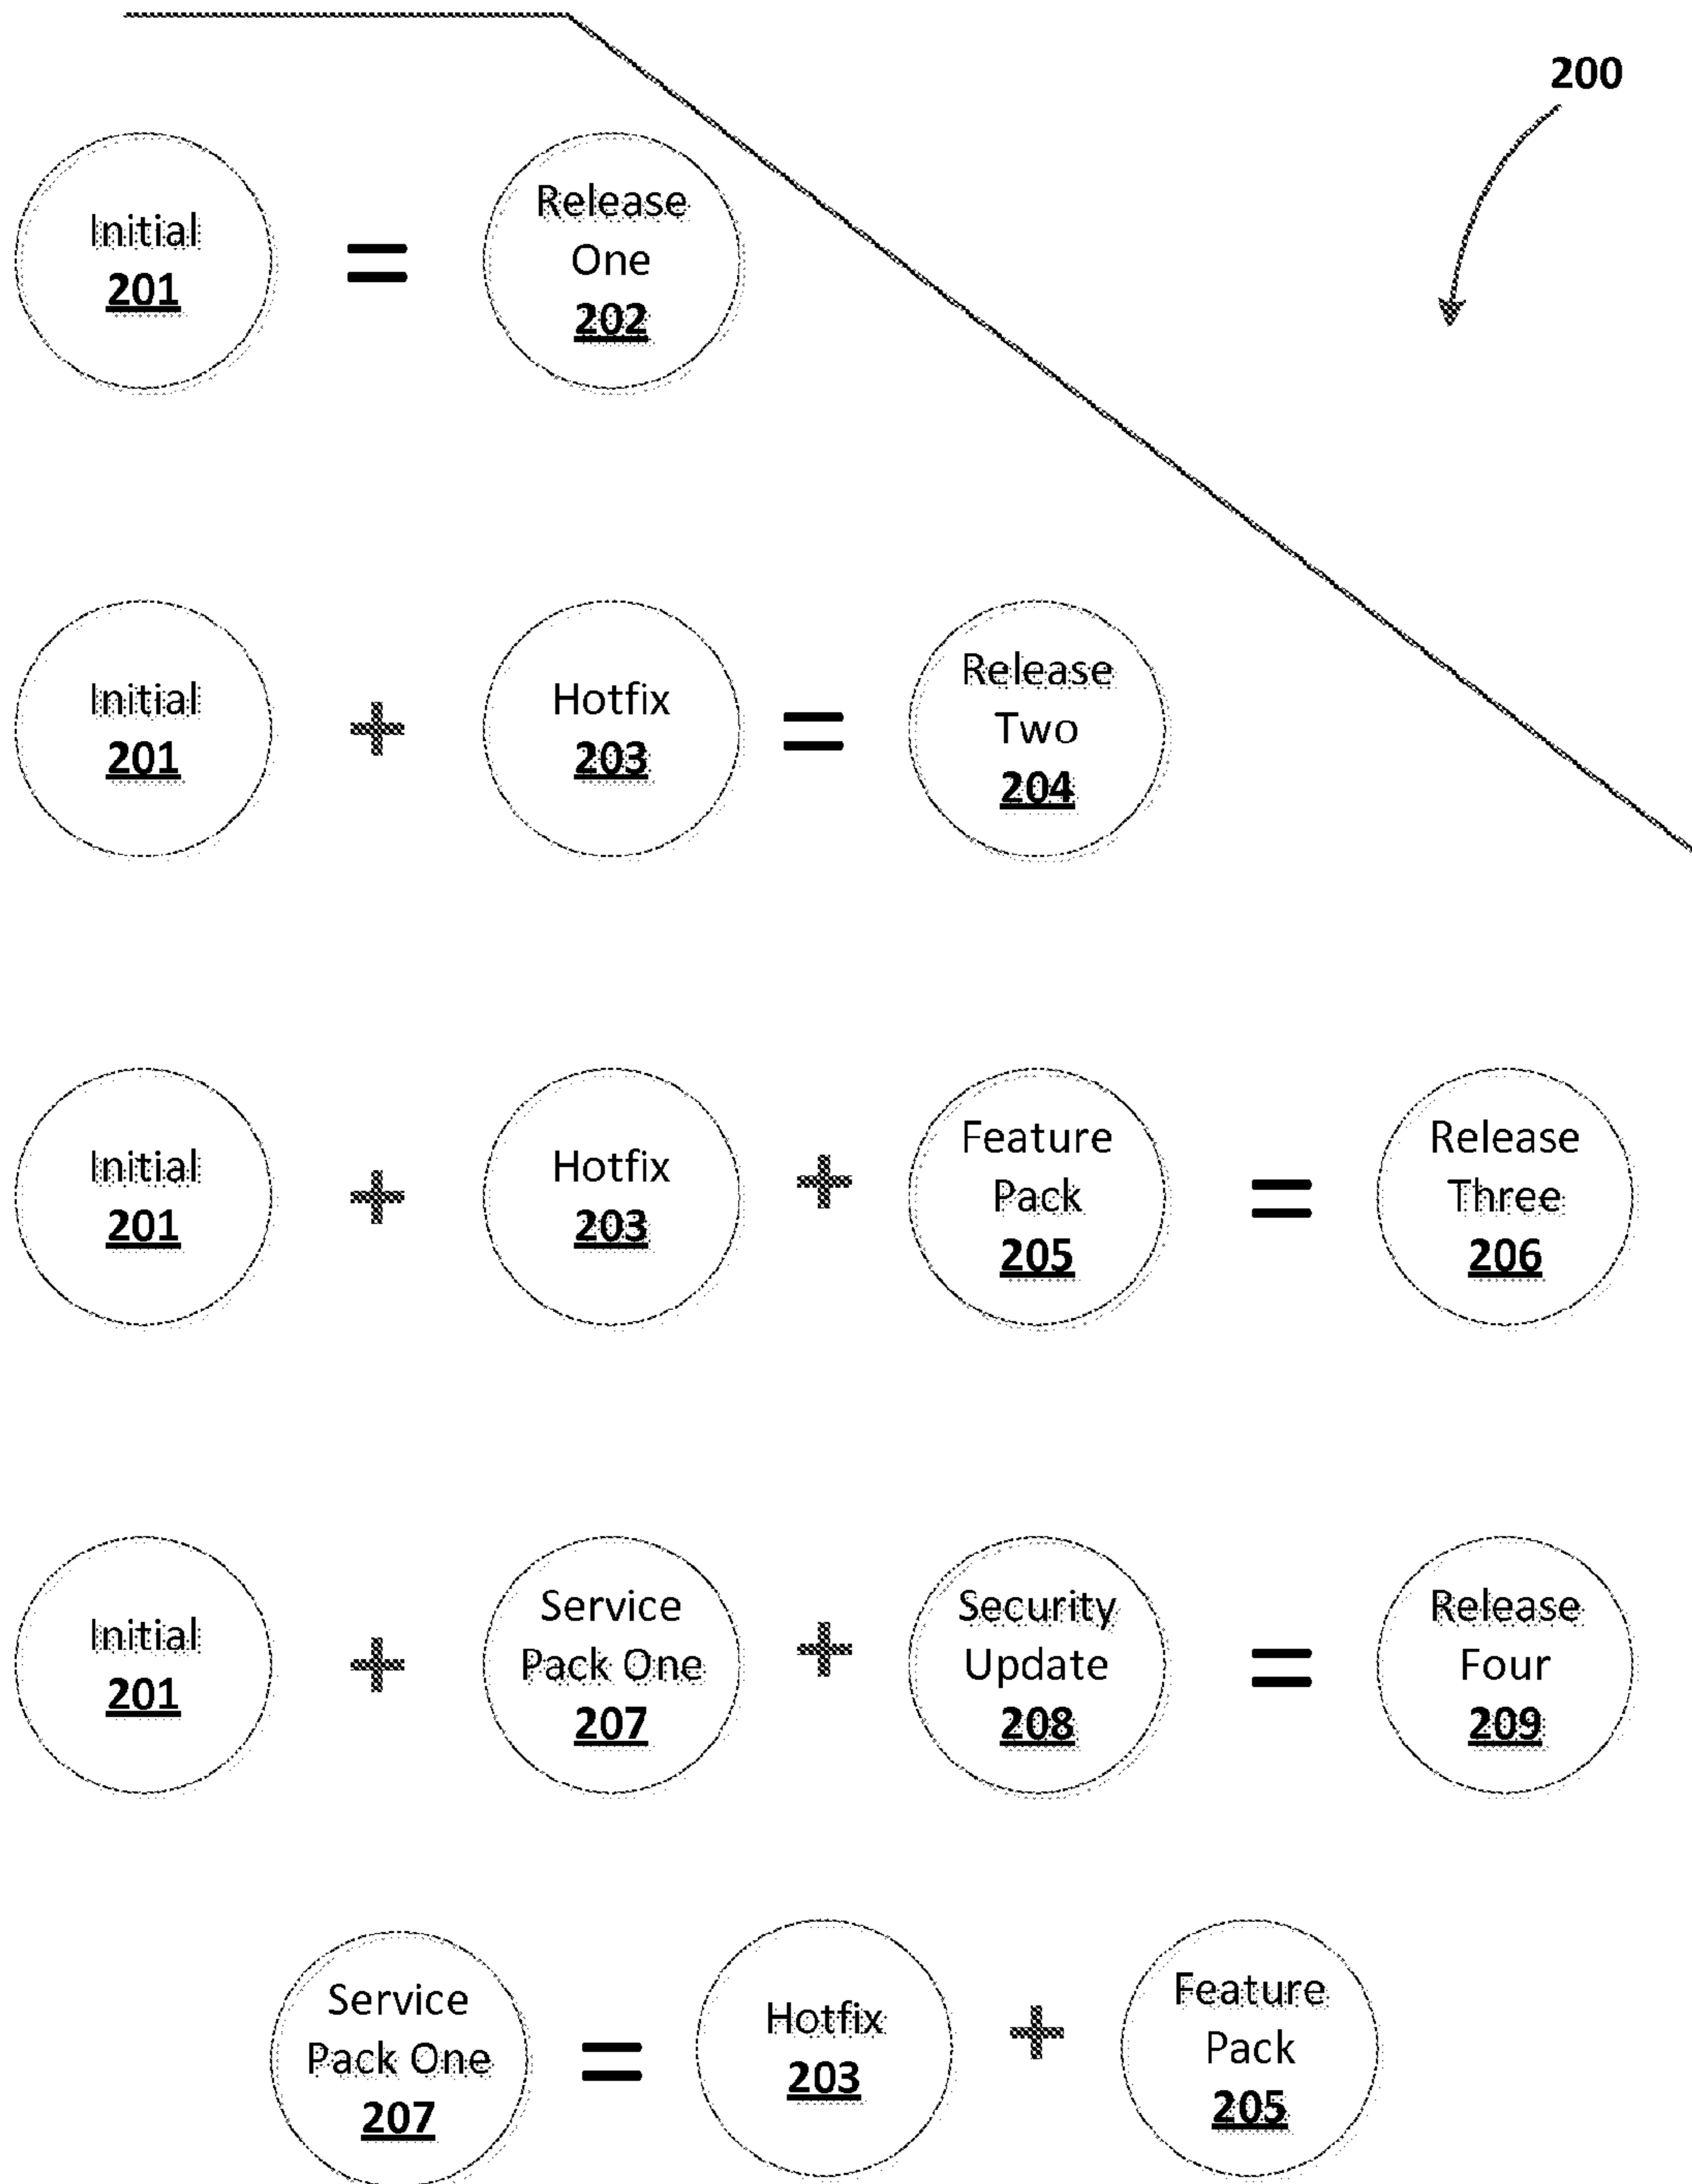 200
Initial
201
=
Release
One
202
Initial
201
+
Hotfix
203
=
Release
Two
204
Initial
201
+
Hotfix
203
+
Feature
Pack
205
=
Release
Three
206
Initial
201
+
Service
Pack One
207
+
Security
Update
208
=
Release
Four
209
Service
Pack One
207
=
Hotfix
203
+
Feature
Pack
205